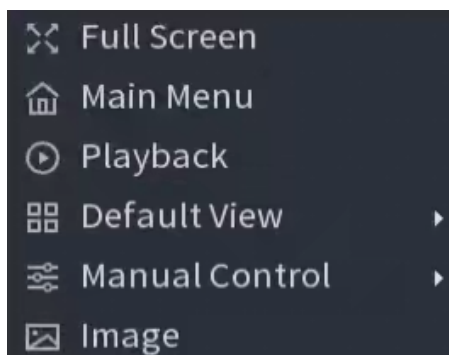 Full Screen
Main Menu
Playback
Default View
Manual Control
Image